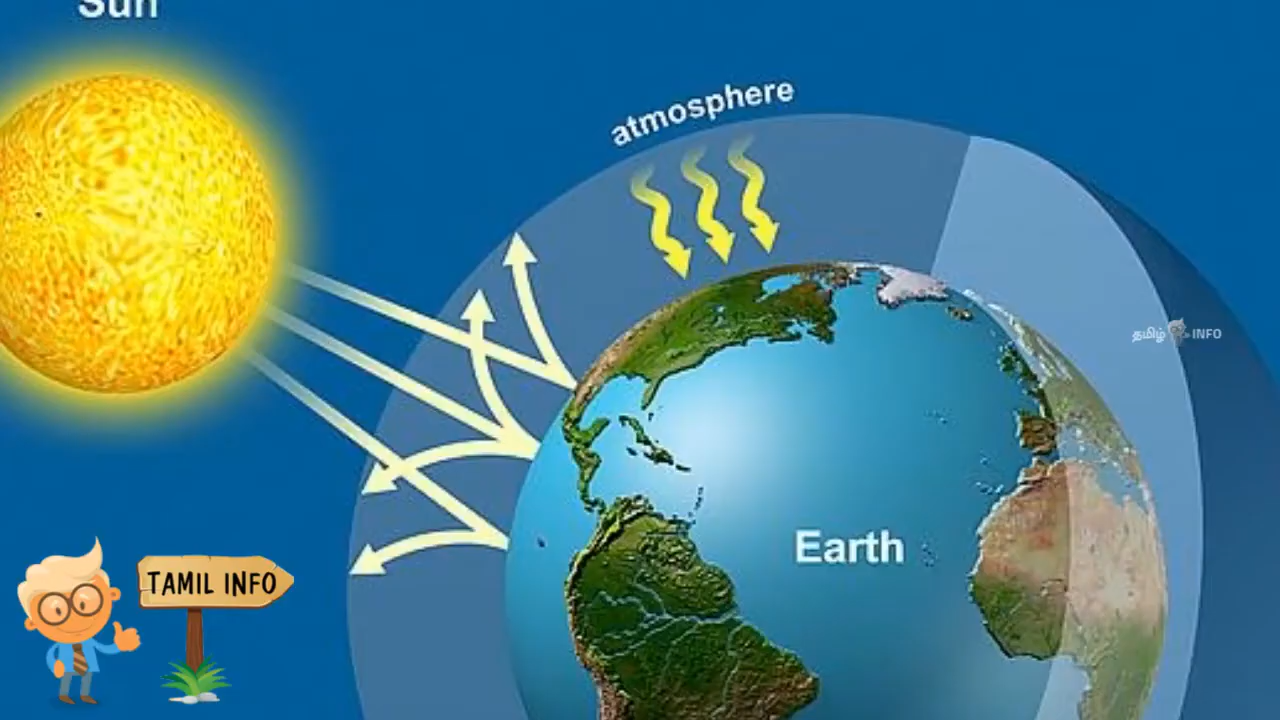 Sun
atmosphere
தமிழ் INFO
Earth
TAMIL INFO